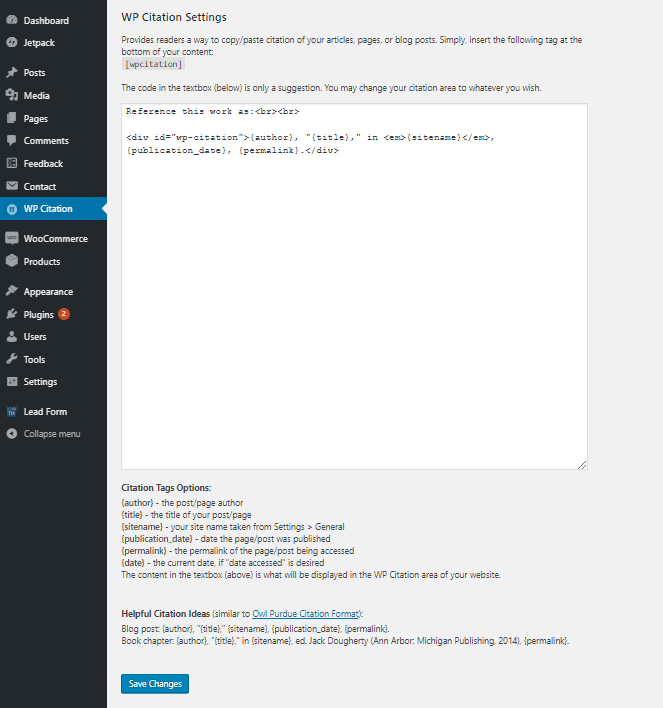 Dashboard
Jetpack
Posts
Media
Pages
Comments
Feedback
Contact
WP Citation
WooCommerce
Products
Appearance
Plugins 2
Users
Tools
Settings
Lead Form
Collapse menu
WP Citation Settings
Provides readers a way to copy/paste citation of your articles, pages, or blog posts. Simply, insert the following tag at the
bottom of your content:
[wpcitation]
The code in the textbox (below) is only a suggestion. You may change your citation area to whatever you wish.
Reference this work as:<br><br>
<div id="wp-citation">{author}, "{title}," in <em>{sitename}</em>,
{publication_date}, {permalink}.</div>
Citation Tags Options:
{author} - the post/page author
{title} - the title of your post/page
{sitename} - your site name taken from Settings > General
{publication_date} - date the page/post was published
{permalink} - the permalink of the page/post being accessed
{date} - the current date, if "date accessed" is desired
The content in the textbox (above) is what will be displayed in the WP Citation area of your website.
Helpful Citation Ideas (similar to Owl Purdue Citation Format):
Blog post: {author}, "{title}," {sitename}, {publication_date}, {permalink}.
Book chapter: {author}, "{title}," in {sitename}, ed. Jack Dougherty (Ann Arbor: Michigan Publishing, 2014), {permalink}.
Save Changes